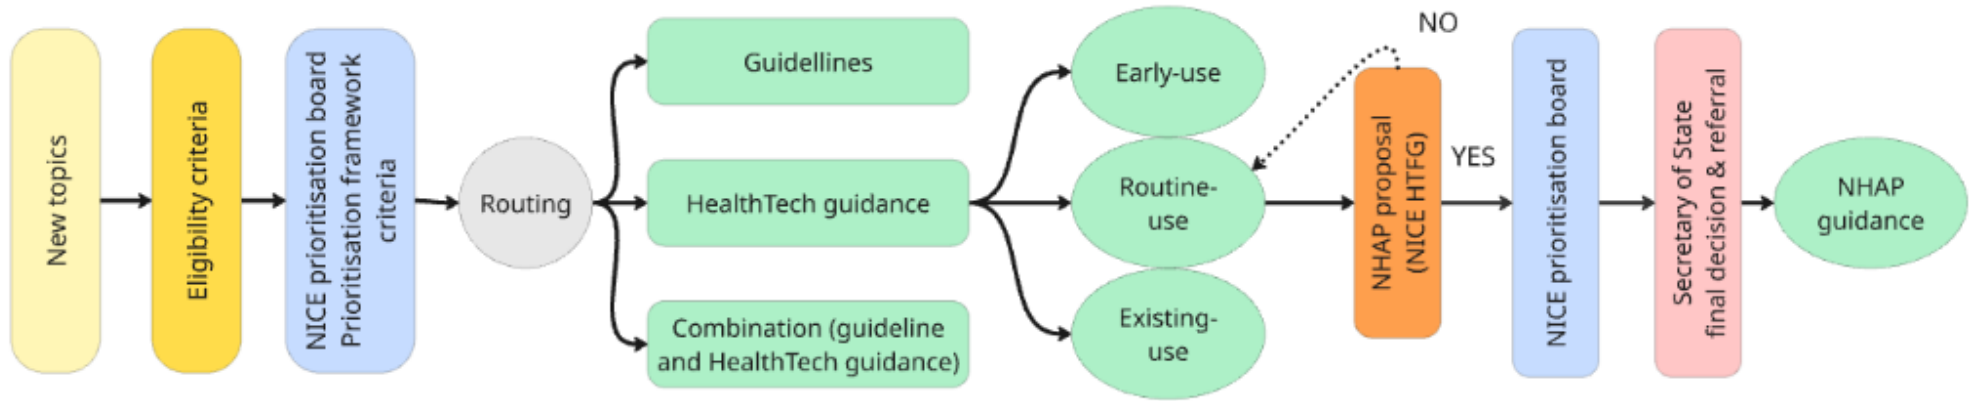 New topics
Eligibility criteria
NICE prioritisation board
Prioritisation framework
criteria
Routing
Guidellines
HealthTech guidance
Combination (guideline
and HealthTech guidance)
Early-use
Routine-
use
Existing-
use
NO
NHAP proposal
(NICE HTFG)
YES
NICE prioritisation board
Secretary of State
final decision & referral
NHAP
guidance